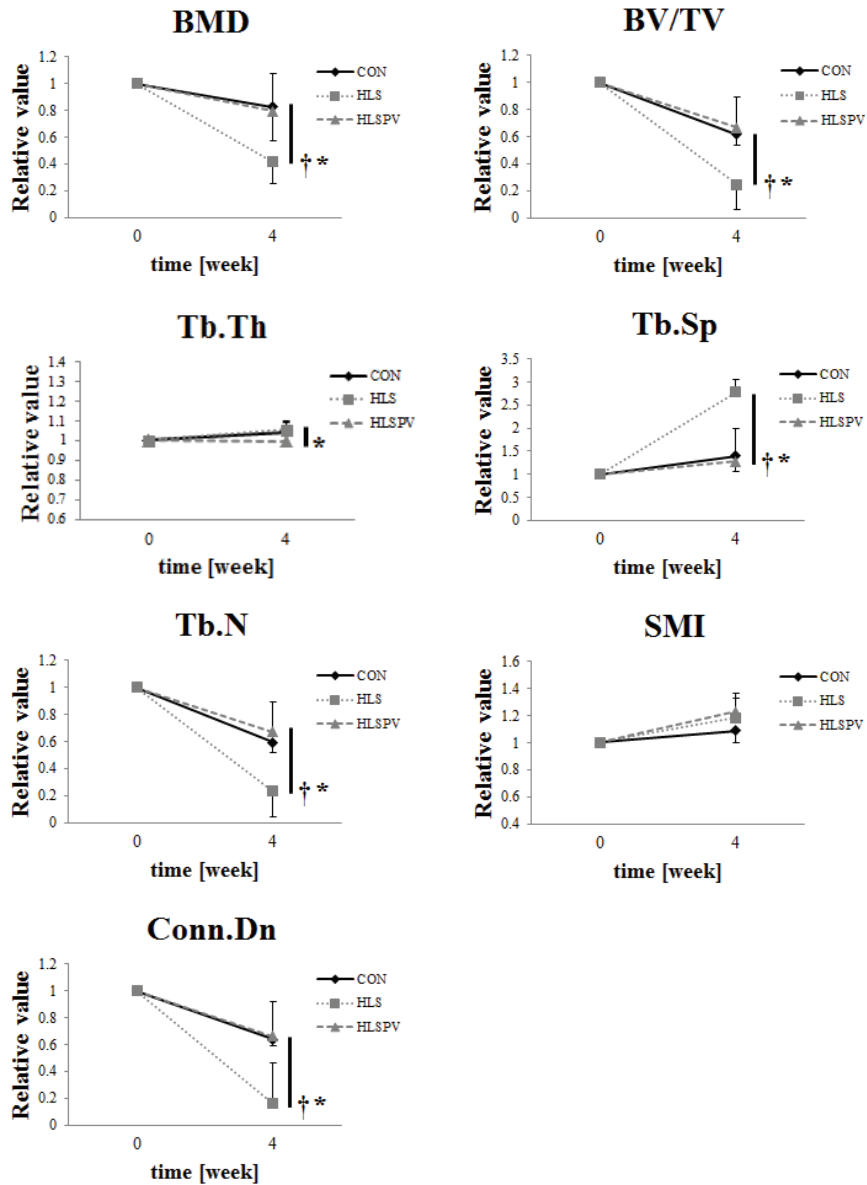 BMD
1.2
1
0.8
0.6
0.4
0.2
0
Relative value
0
4
time [week]
CON
HLS
HLSPV
† *
BV/TV
1.2
1
0.8
0.6
0.4
0.2
0
Relative value
0
4
time [week]
CON
HLS
HLSPV
† *
Tb.Th
1.4
1.3
1.2
1.1
1
0.9
0.8
0.7
0.6
Relative value
0
4
time [week]
CON
HLS
HLSPV
*
Tb.Sp
3.5
3
2.5
2
1.5
1
0.5
0
Relative value
0
4
time [week]
CON
HLS
HLSPV
† *
Tb.N
1.2
1
0.8
0.6
0.4
0.2
0
Relative value
0
4
time [week]
CON
HLS
HLSPV
† *
SMI
1.6
1.4
1.2
1
0.8
0.6
0.4
Relative value
0
4
time [week]
CON
HLS
HLSPV
Conn.Dn
1.2
1
0.8
0.6
0.4
0.2
0
Relative value
0
4
time [week]
CON
HLS
HLSPV
† *